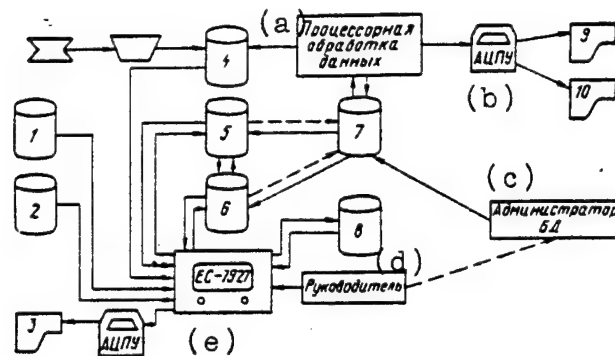 (a)
Процессорная
обработка
данных
4
АЦПУ
9
(b)
10
1
5
7
2
6
(c)
Администратор
БД
8
(d)
ЕС-7927
Руководитель
3
АЦПУ
(e)